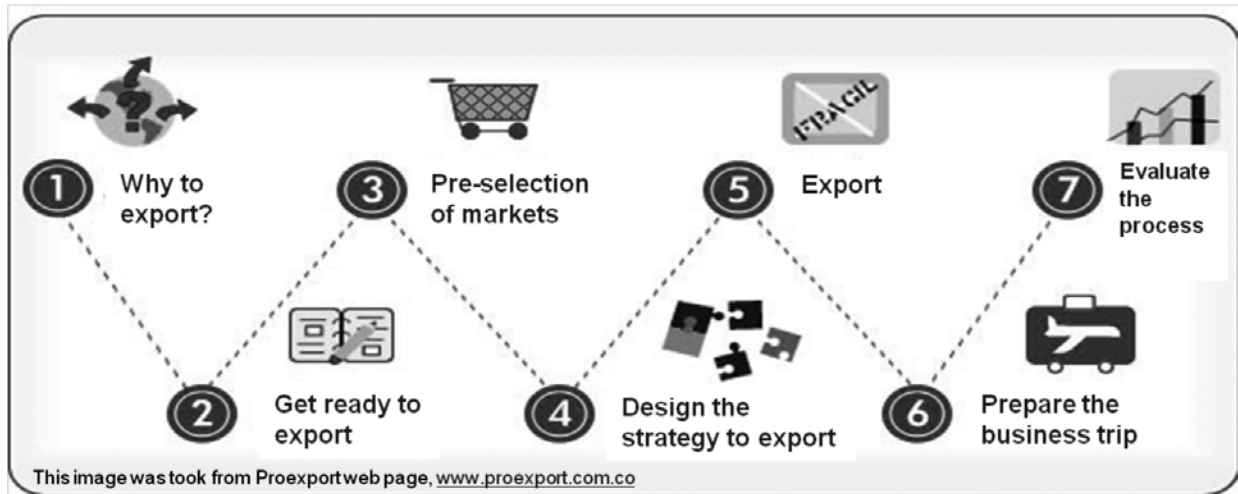 1
Why to
export?
2
Get ready to
export
3
Pre-selection
of markets
4
Design the
strategy to export
5
FRAGIL
Export
6
Prepare the
business trip
7
Evaluate
the
process
?
This image was took from Proexport web page, www.proexport.com.co